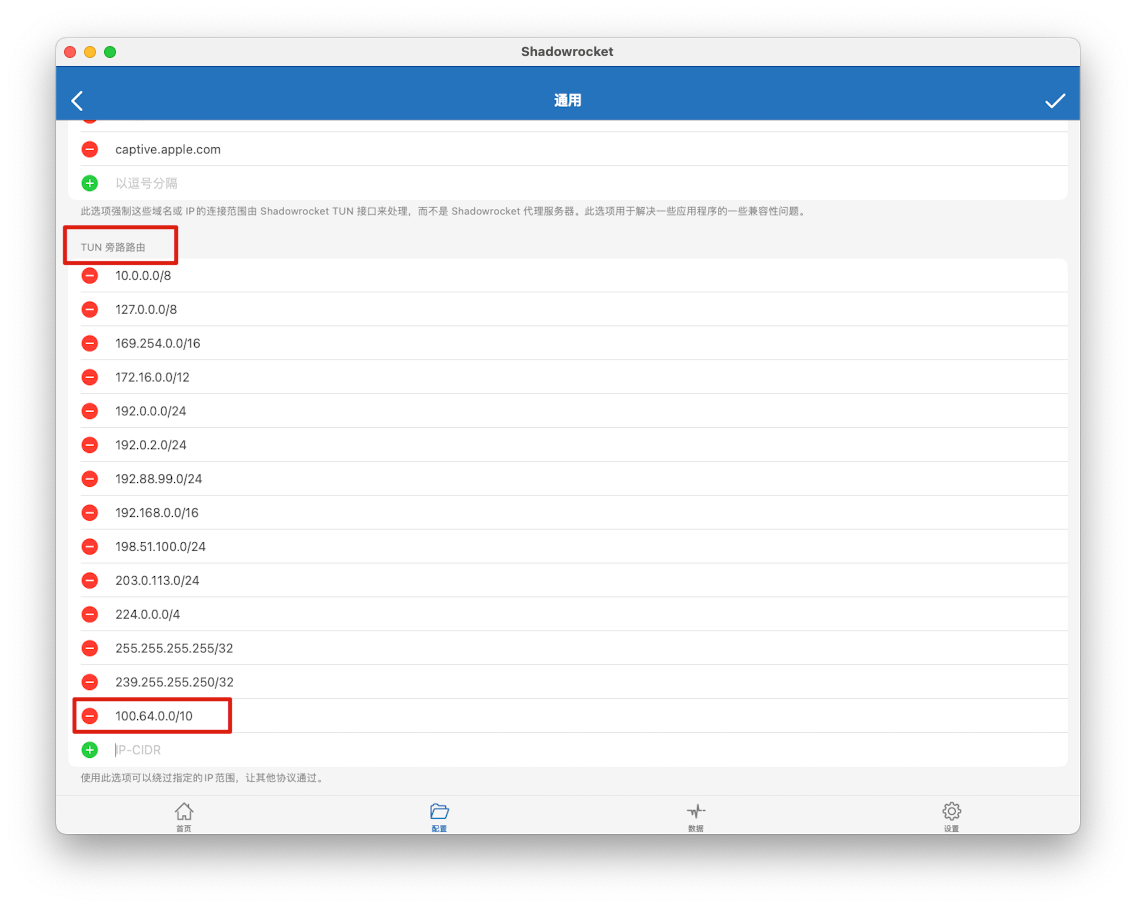 Shadowrocket
通用
captive.apple.com
以逗号分隔
此选项强制这些域名或 IP的连接范围由 Shadowrocket TUN 接口来处理，而不是 Shadowrocket 代理服务器。此选项用于解决一些应用程序的一些兼容性问题。
TUN 旁路路由
10.0.0.0/8
127.0.0.0/8
169.254.0.0/16
172.16.0.0/12
192.0.0.0/24
192.0.2.0/24
192.88.99.0/24
192.168.0.0/16
198.51.100.0/24
203.0.113.0/24
224.0.0.0/4
255.255.255.255/32
239.255.255.250/32
100.64.0.0/10
IP-CIDR
使用此选项可以绕过指定的IP范围，让其他协议通过。
首页
配置
数据
设置